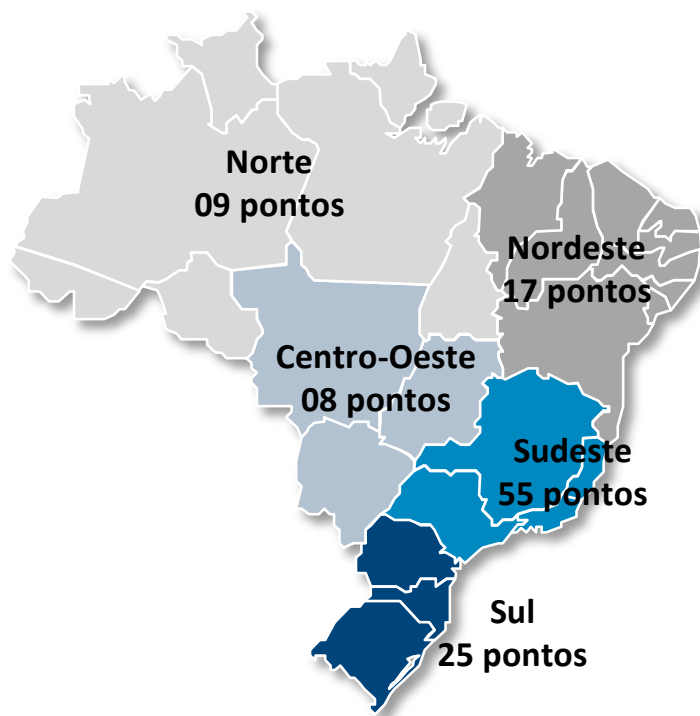 Norte
09 pontos
Nordeste
17 pontos
Centro-Oeste
08 pontos
Sudeste
55 pontos
Sul
25 pontos